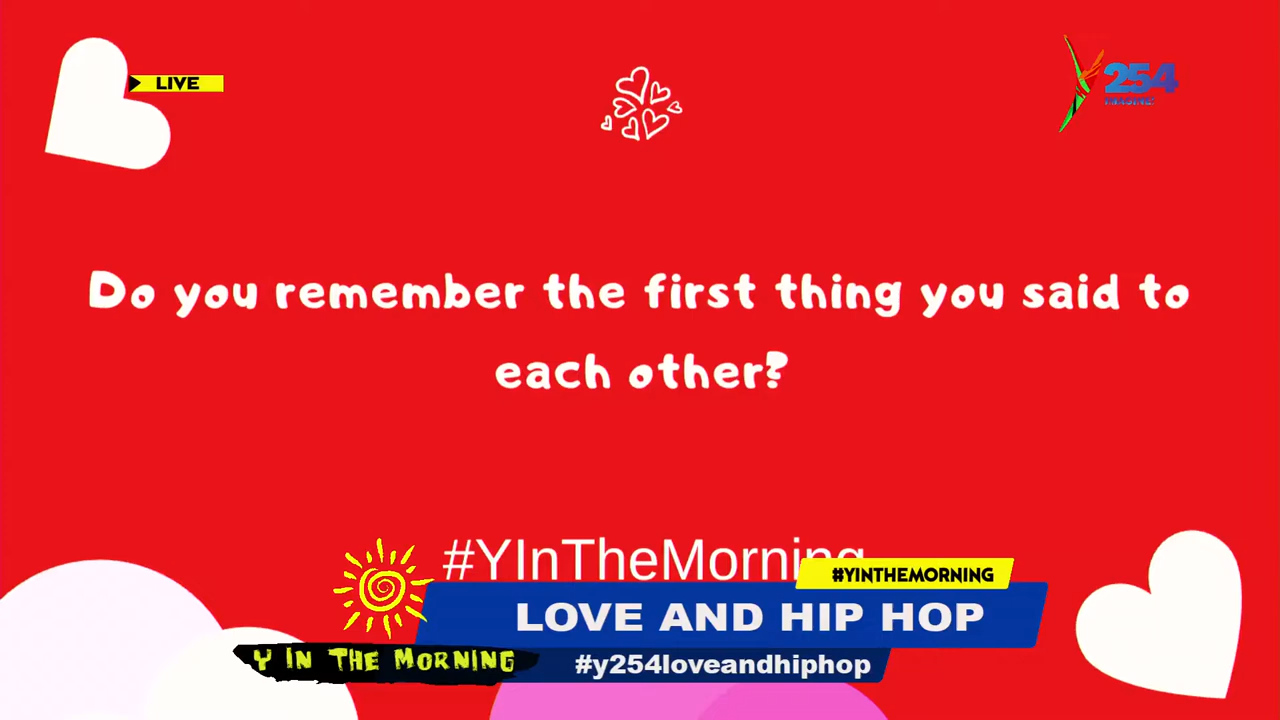 LIVE
254
Do you remember the first thing you said to
each other?
#YInTheMorning
#YINTHEMORNING
LOVE AND HIP HOP
Y IN THE MORNING
#y254loveandhiphop